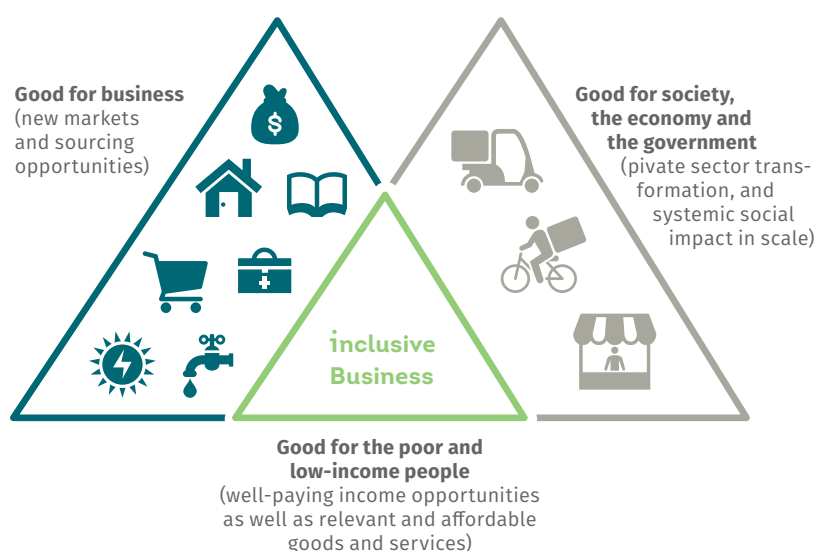 Good for business
(new markets
and sourcing
opportunities)
Good for society,
the economy and
the government
(pivate sector trans-
formation, and
systemic social
impact in scale)
$
inclusive
Business
Good for the poor and
low-income people
(well-paying income opportunities
as well as relevant and affordable
goods and services)